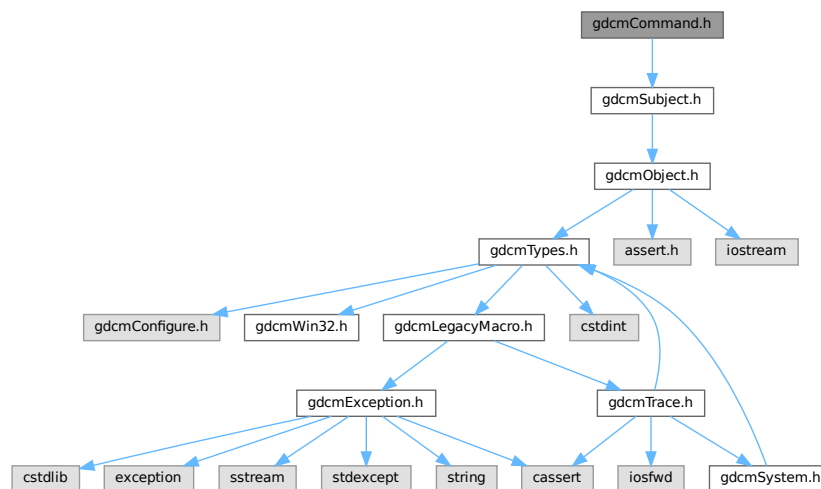 gdcmCommand.h
gdcmSubject.h
gdcmObject.h
gdcmTypes.h
assert.h
iostream
gdcmConfigure.h
gdcmWin32.h
gdcmLegacyMacro.h
cstdint
gdcmException.h
gdcmTrace.h
cstdlib
exception
sstream
stdexcept
string
cassert
iosfwd
gdcmSystem.h